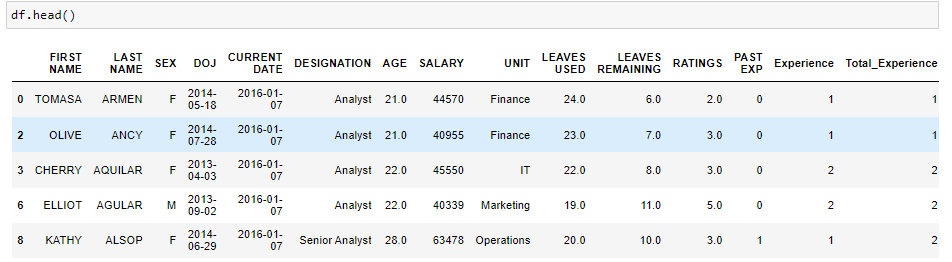 df.head()
FIRST NAME LAST NAME SEX DOJ CURRENT DATE DESIGNATION AGE SALARY UNIT LEAVES USED LEAVES REMAINING RATINGS PAST EXP Experience Total_Experience
0 TOMASA ARMEN F 2014-05-18 2016-01-07 Analyst 21.0 44570 Finance 24.0 6.0 2.0 0 1 1
2 OLIVE ANCY F 2014-07-28 2016-01-07 Analyst 21.0 40955 Finance 23.0 7.0 3.0 0 1 1
3 CHERRY AQUILAR F 2013-04-03 2016-01-07 Analyst 22.0 45550 IT 22.0 8.0 3.0 0 2 2
6 ELLIOT AGULAR M 2013-09-02 2016-01-07 Analyst 22.0 40339 Marketing 19.0 11.0 5.0 0 2 2
8 KATHY ALSOP F 2014-06-29 2016-01-07 Senior Analyst 28.0 63478 Operations 20.0 10.0 3.0 1 1 2